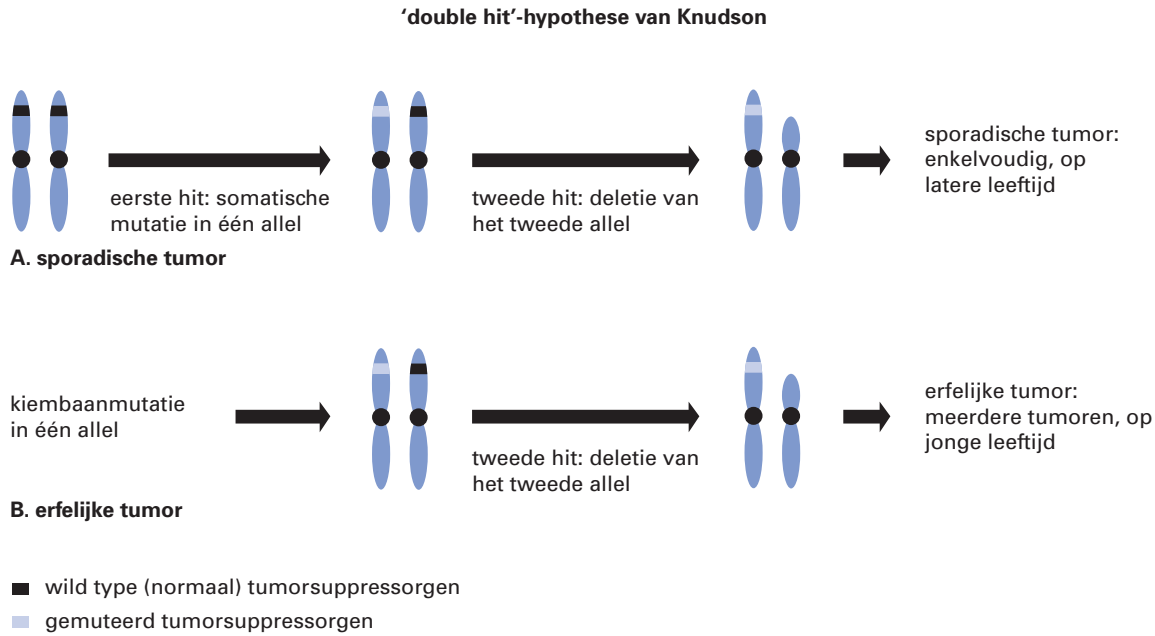 ‘double hit’-hypothese van Knudson
eerste hit: somatische
mutatie in één allel
tweede hit: deletie van
het tweede allel
sporadische tumor:
enkelvoudig, op
latere leeftijd
A. sporadische tumor
kiembaanmutatie
in één allel
tweede hit: deletie van
het tweede allel
erfelijke tumor:
meerdere tumoren, op
jonge leeftijd
B. erfelijke tumor
wild type (normaal) tumorsuppressorgen
gemuteerd tumorsuppressorgen